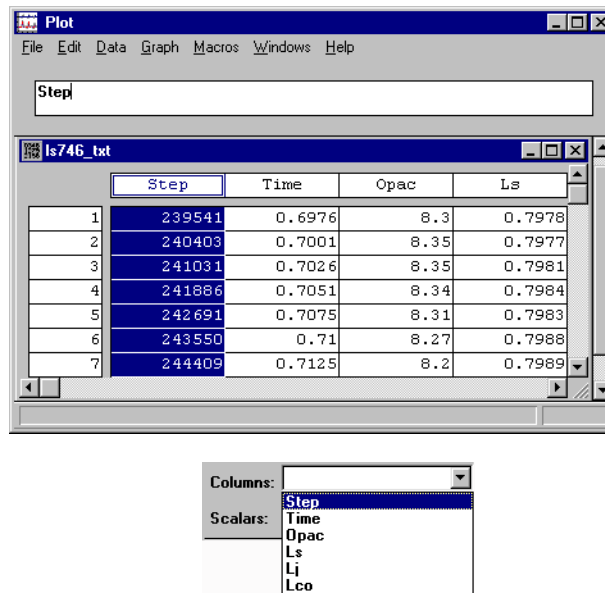 Plot
File Edit Data Graph Macros Windows Help
Step
ls746_txt
Step Time Opac Ls
1 239541 0.6976 8.3 0.7978
2 240403 0.7001 8.35 0.7977
3 241031 0.7026 8.35 0.7981
4 241886 0.7051 8.34 0.7984
5 242691 0.7075 8.31 0.7983
6 243550 0.71 8.27 0.7988
7 244409 0.7125 8.2 0.7989
Columns:
Step
Scalars: Time
Opac
Ls
Lj
Lco